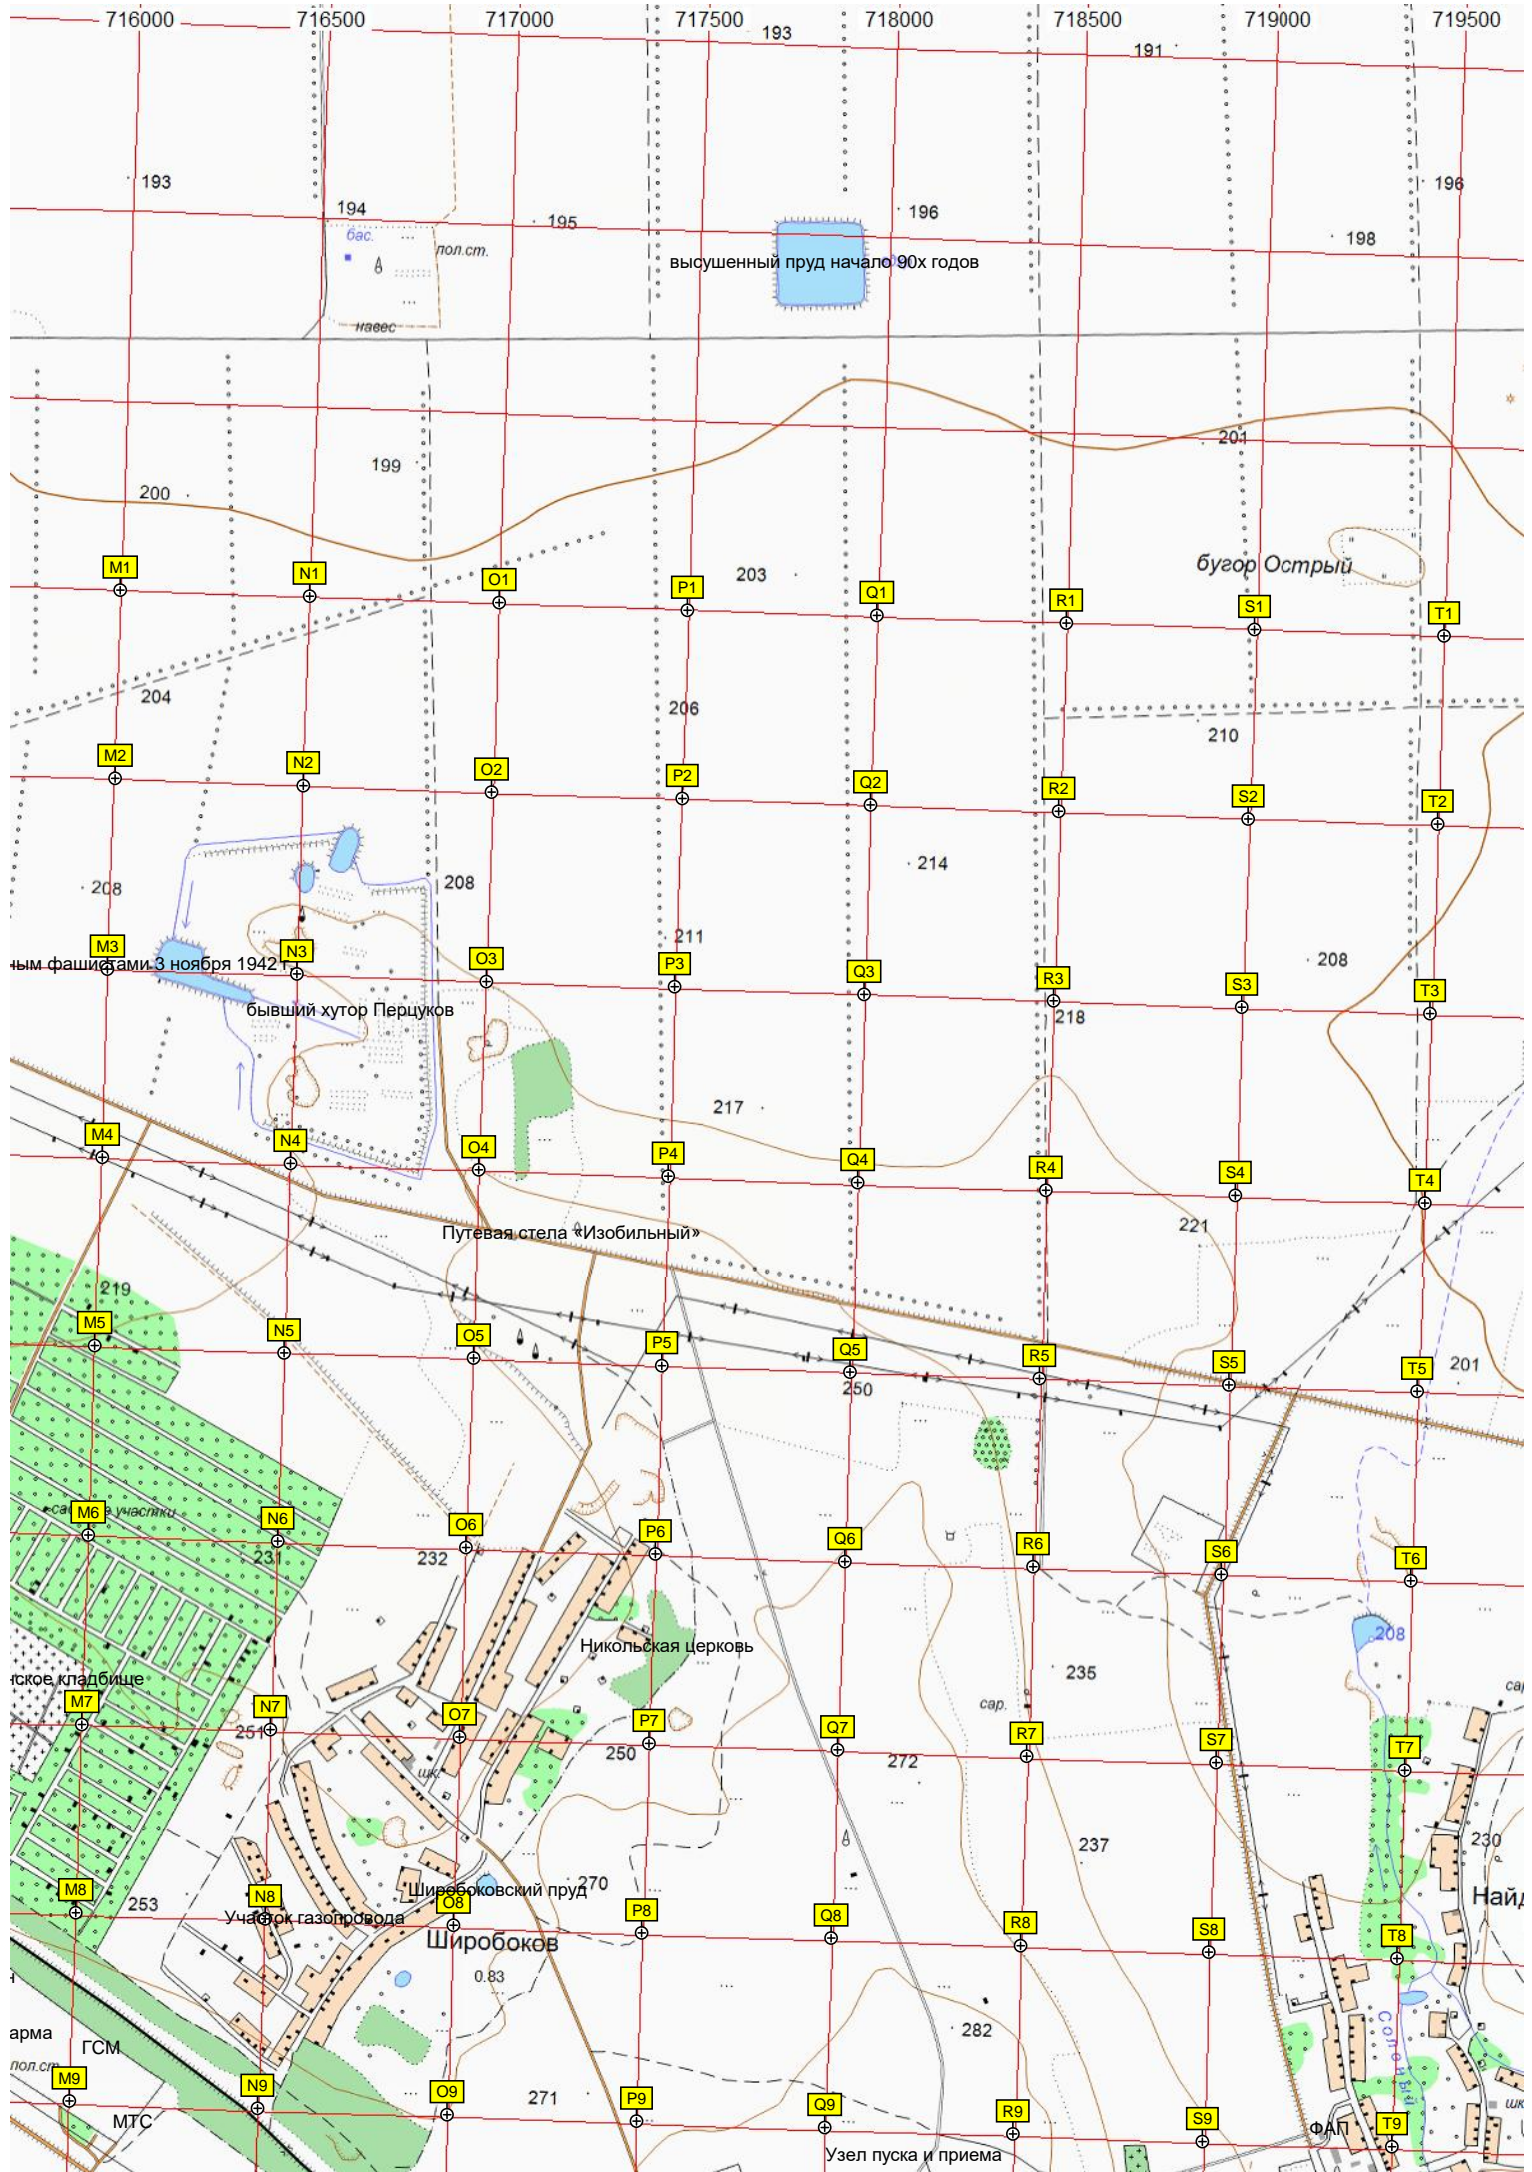 716000 716500 717000 717500 718000 718500 719000 719500
193
191
193
196
194
195
196
198
бас.
пол.ст.
высушенный пруд начало 90х годов
навес
201
199
200
бугор Острый
M1 N1 O1 P1 Q1 R1 S1 T1
203
204
206
210
M2 N2 O2 P2 Q2 R2 S2 T2
214
208
208
211
208
M3 N3 O3 P3 Q3 R3 S3 T3
ным фашистами 3 ноября 1942 г.
бывший хутор Перцуков
218
217
M4 N4 O4 P4 Q4 R4 S4 T4
221
Путевая стела «Изобильный»
219
M5 N5 O5 P5 Q5 R5 S5 T5
250
201
M6 N6 O6 P6 Q6 R6 S6 T6
участки
231
232
208
Никольская церковь
235
нское кладбище
сар.
M7 N7 O7 P7 Q7 R7 S7 T7
251
250
272
шк.
237
230
270
253
Широбоковский пруд
M8 N8 O8 P8 Q8 R8 S8 T8
Участок газопровода
Найд
Широбоков
0.83
282
арма
ГСМ
пол.ст.
Солёный
M9 N9 O9 P9 Q9 R9 S9 T9
271
МТС
ФАП
шк
Узел пуска и приема